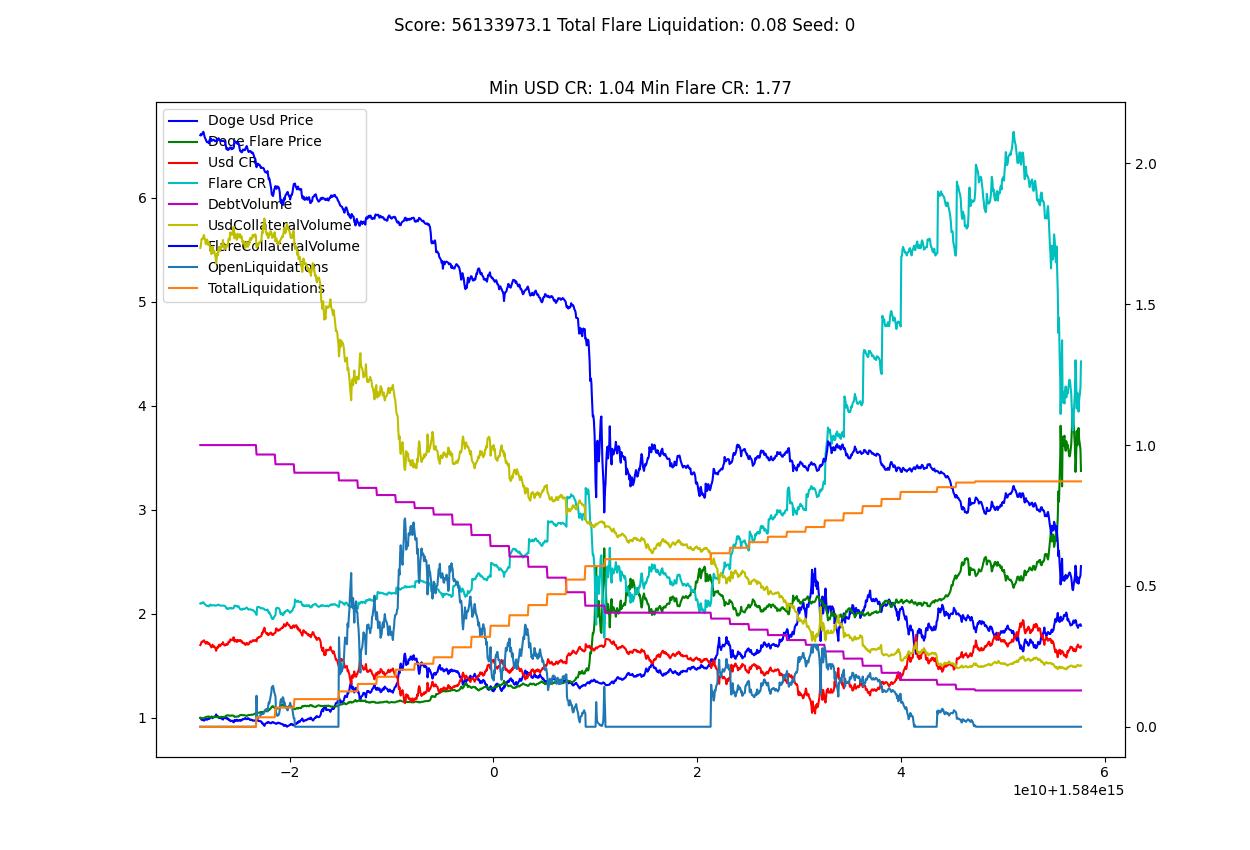 Score: 56133973.1 Total Flare Liquidation: 0.08 Seed: 0
Min USD CR: 1.04 Min Flare CR: 1.77
Doge Usd Price
Doge Flare Price
Usd CR
Flare CR
DebtVolume
UsdCollateralVolume
FlareCollateralVolume
OpenLiquidations
TotalLiquidations
6
5
4
3
2
1
2.0
1.5
1.0
0.5
0.0
−2
0
2
4
6
1e10+1.584e15